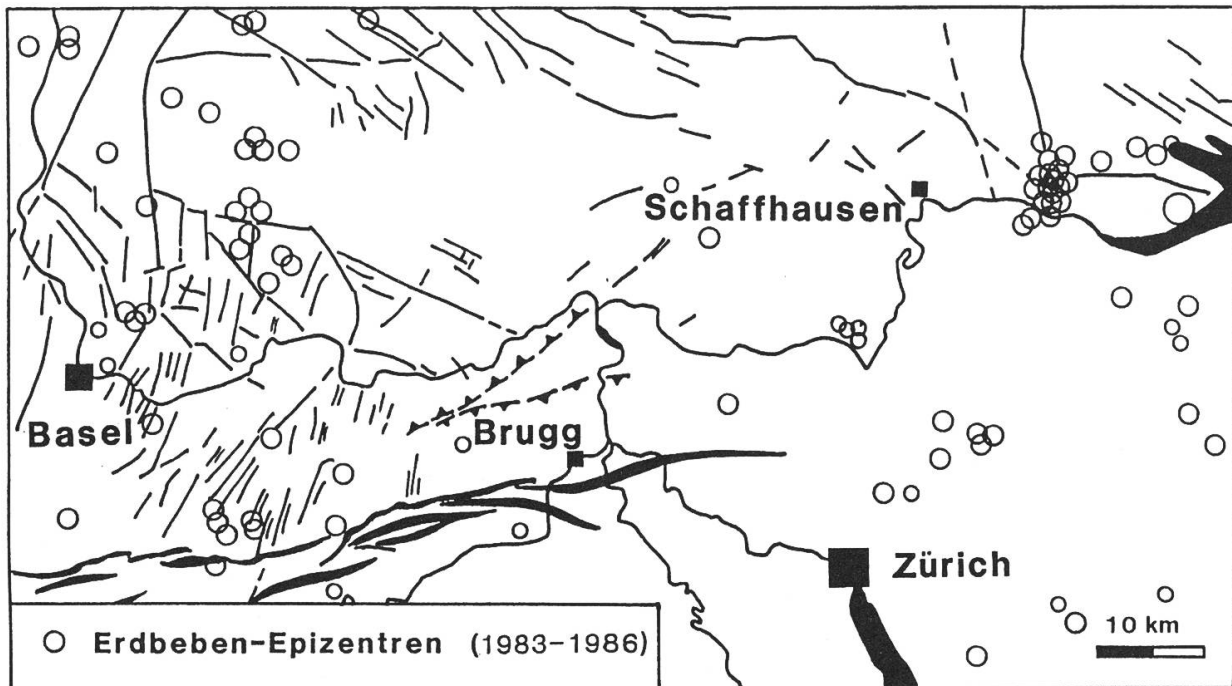 Schaffhausen
Basel
Brugg
Zürich
10 km
Erdbeben-Epizentren (1983-1986)